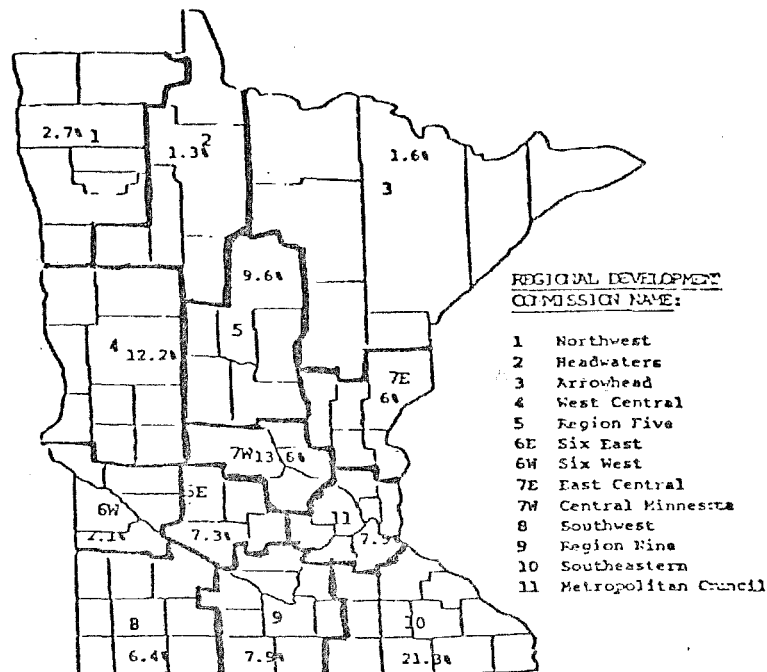 2.7% 1
2
1.3%
1.6%
3
9.6%
5
4 12.2%
7E
6%
7W 13.6%
6E
6W
2.1%
7.3%
11
8
9
10
6.4%
21.3%
REGIONAL DEVELOPMENT
COMMISSION NAME:
1 Northwest
2 Headwaters
3 Arrowhead
4 West Central
5 Region Five
6E Six East
6W Six West
7E East Central
7W Central Minnesota
8 Southwest
9 Region Nine
10 Southeastern
11 Metropolitan Council